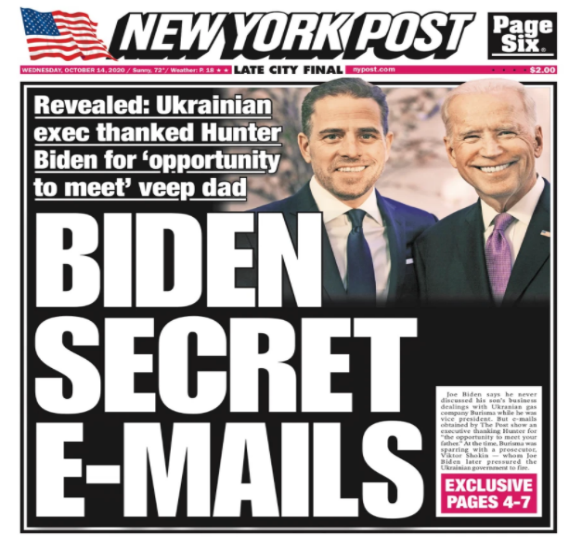 NEW YORK POST
Page
Six.
WEDNESDAY, OCTOBER 14, 2020 / Sunny, 72° / Weather: P. 18 ★ ★
LATE CITY FINAL
nypost.com
$2.00
Revealed: Ukrainian
exec thanked Hunter
Biden for ‘opportunity
to meet’ veep dad
BIDEN
SECRET
E-MAILS
Joe Biden says he never
discussed his son's business
dealings with Ukranian gas
company Burisma while he was
vice president. But e-mails
obtained by The Post show an
executive thanking Hunter for
“the opportunity to meet your
father.” At the time, Burisma was
sparring with a prosecutor,
Viktor Shokin — whom Joe
Biden later pressured the
Ukrainian government to fire.
EXCLUSIVE
PAGES 4-7